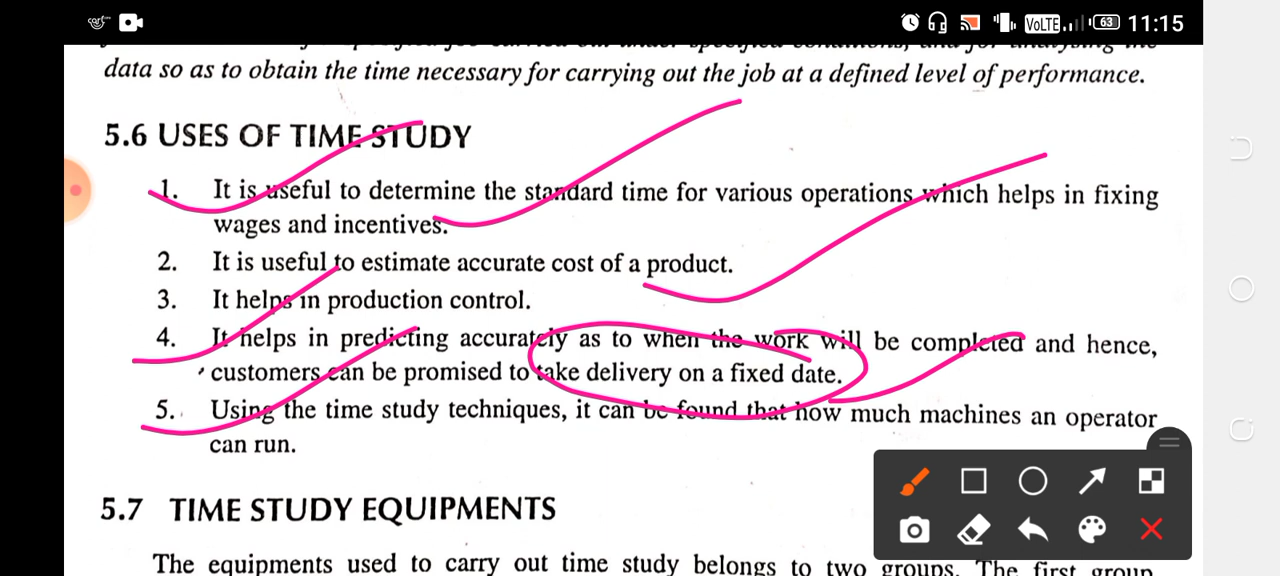 VoLTE 63 11:15
data so as to obtain the time necessary for carrying out the job at a defined level of performance.
5.6 USES OF TIME STUDY
1. It is useful to determine the standard time for various operations which helps in fixing
wages and incentives.
2. It is useful to estimate accurate cost of a product.
3. It helps in production control.
4. It helps in predicting accurately as to when the work will be completed and hence,
customers can be promised to take delivery on a fixed date.
5. Using the time study techniques, it can be found that how much machines an operator
can run.
5.7 TIME STUDY EQUIPMENTS
The equipments used to carry out time study belongs to two groups. The first group